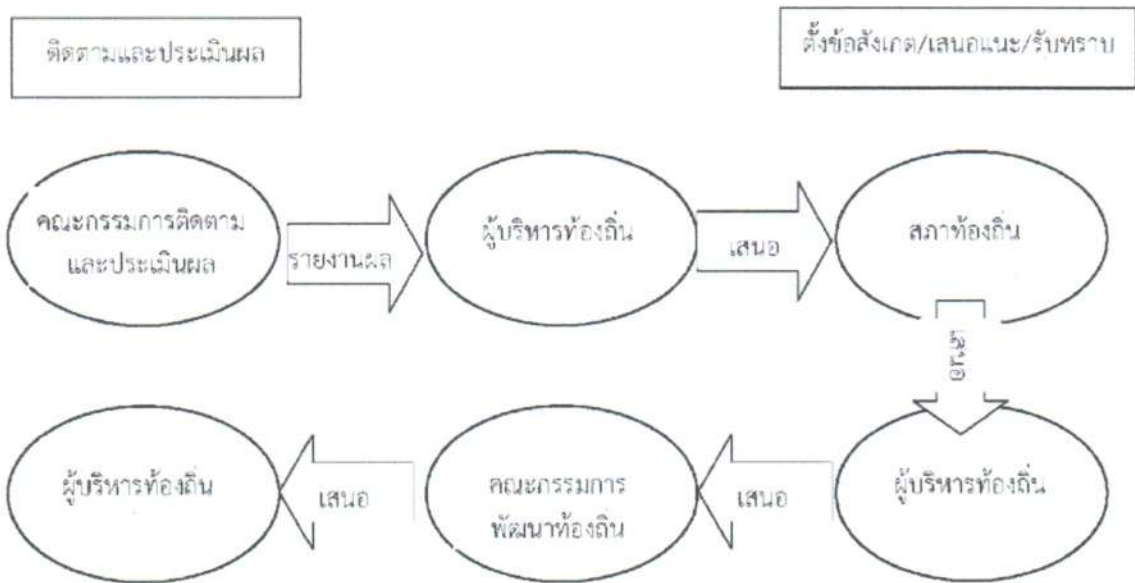 ติดตามและประเมินผล
ตั้งข้อสังเกต/เสนอแนะ/รับทราบ
คณะกรรมการติดตาม
และประเมินผล
รายงานผล
ผู้บริหารท้องถิ่น
เสนอ
สภาท้องถิ่น
เสนอ
ผู้บริหารท้องถิ่น
เสนอ
คณะกรรมการ
พัฒนาท้องถิ่น
เสนอ
ผู้บริหารท้องถิ่น